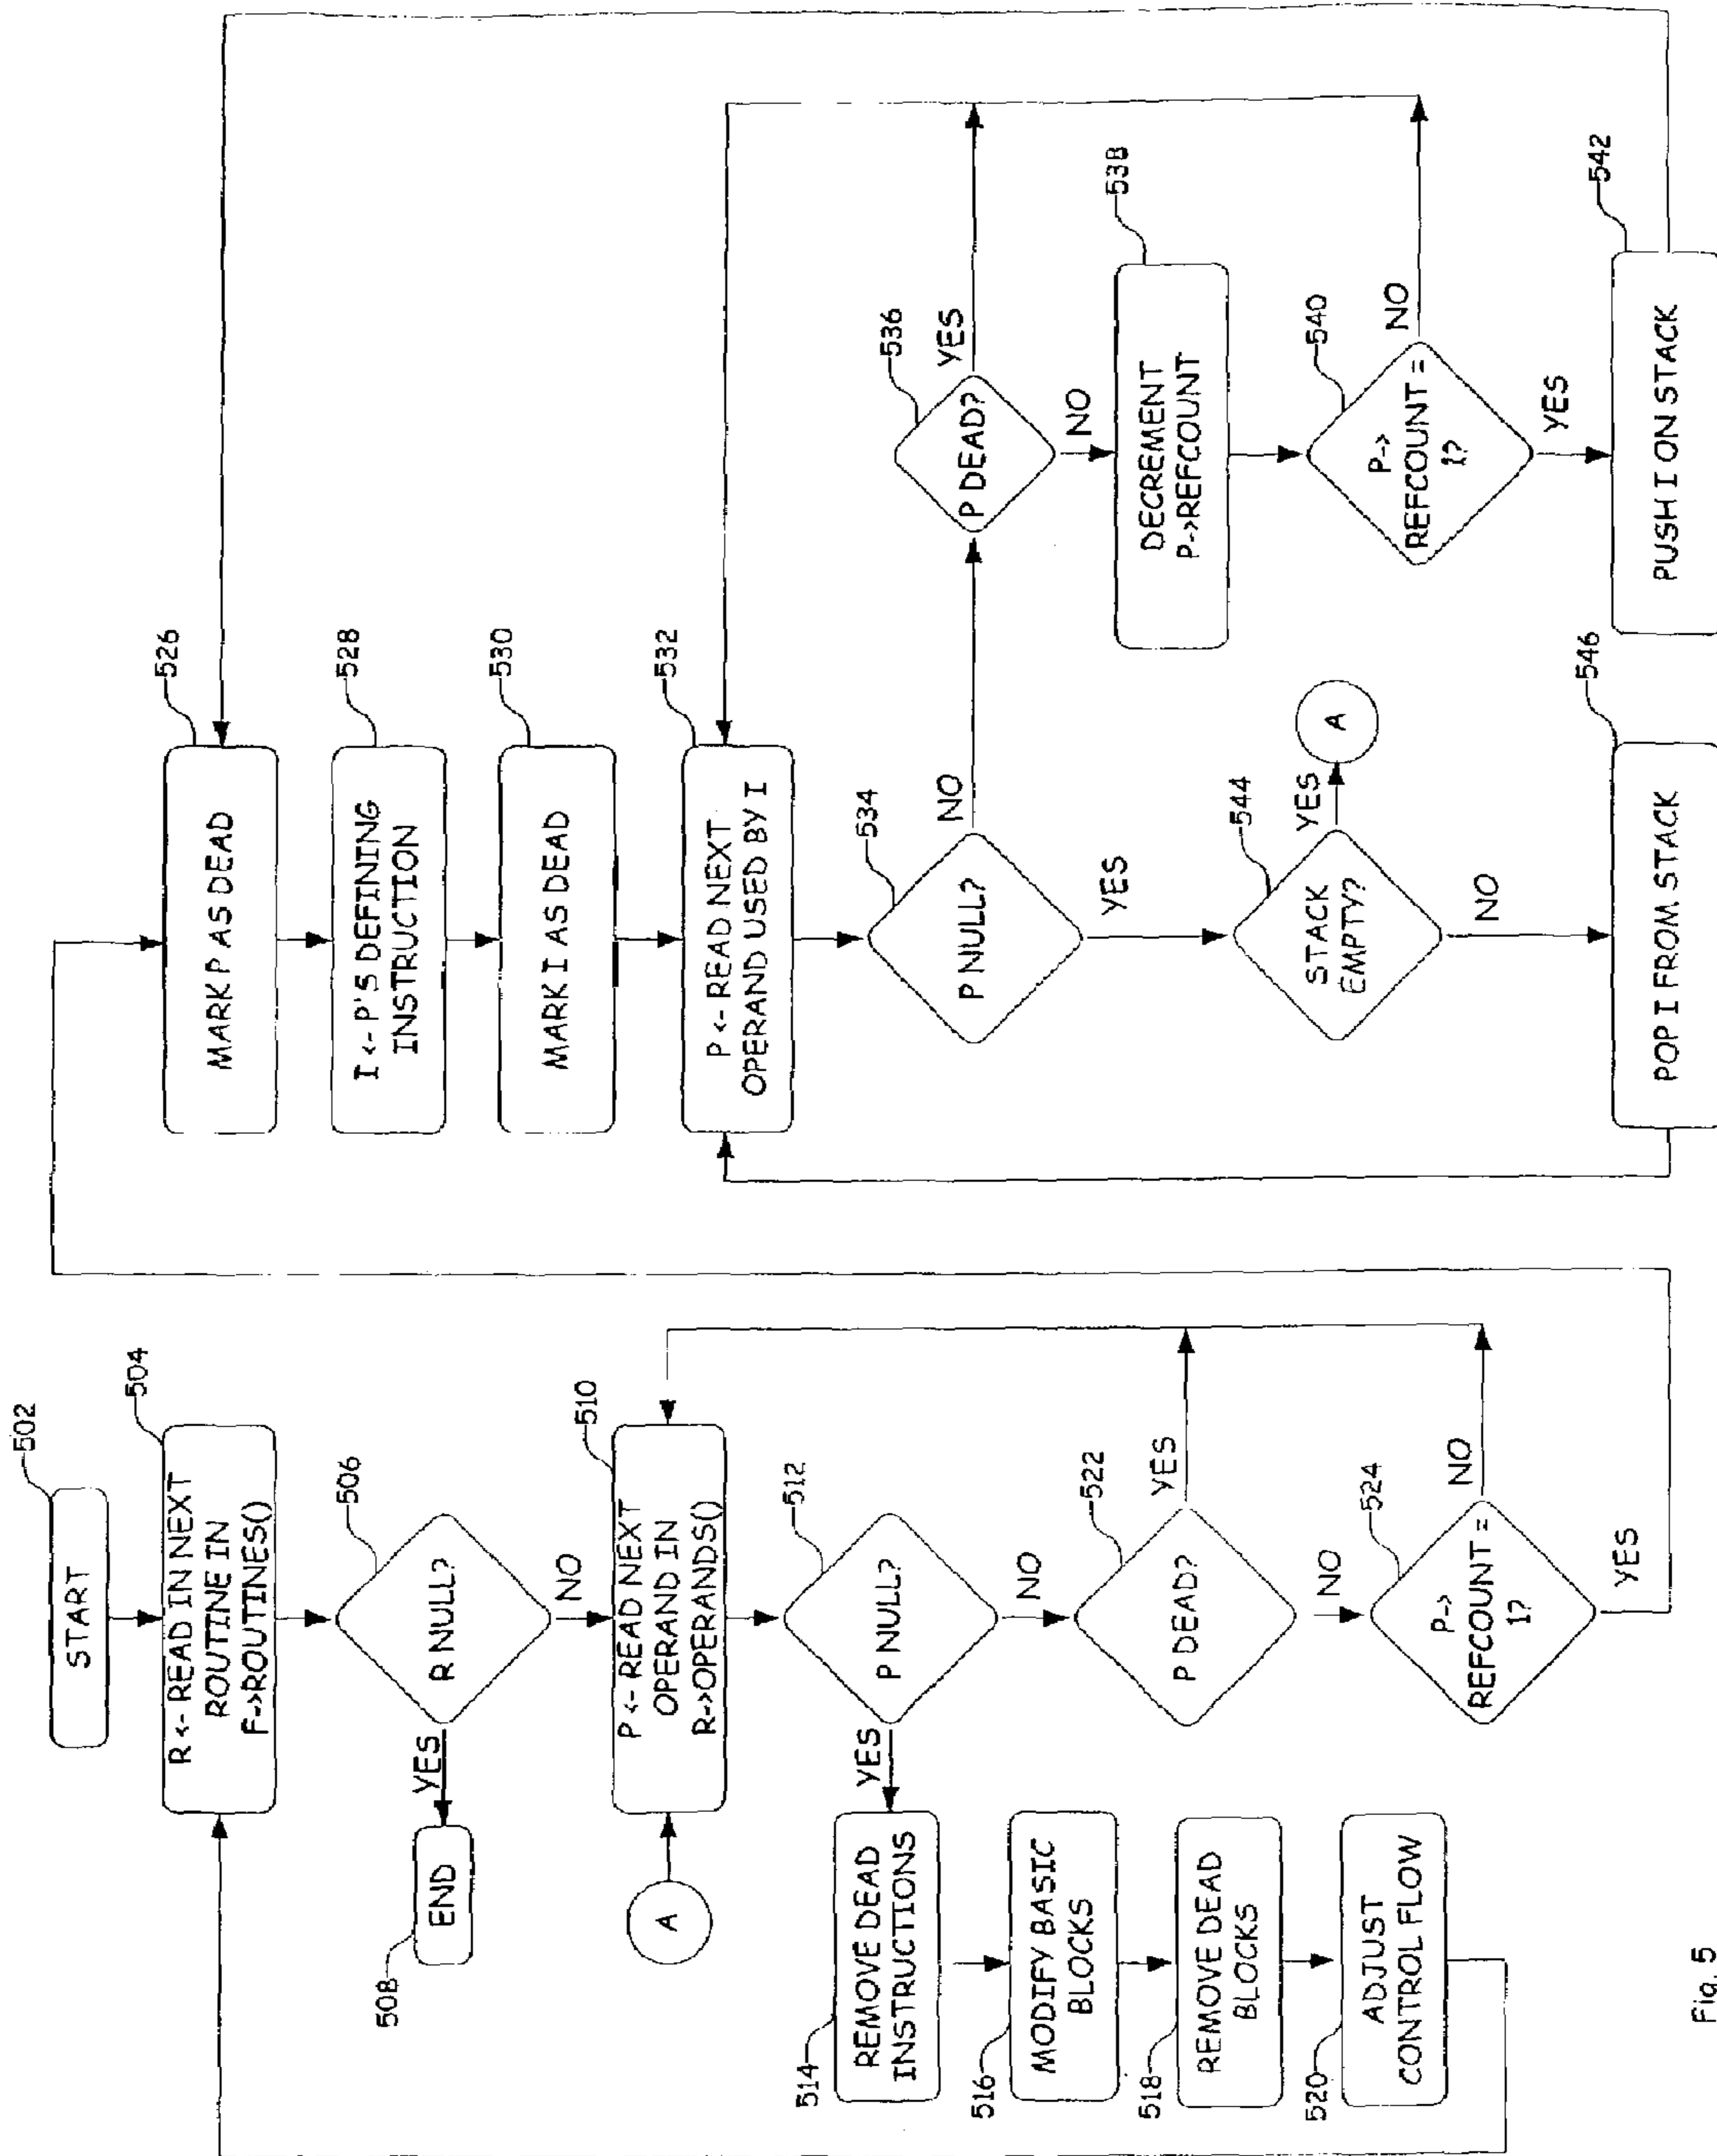 START
502
R <- READ IN NEXT
ROUTINE IN
F->ROUTINES()
504
R NULL?
506
YES
NO
END
508
P <- READ NEXT
OPERAND IN
R->OPERANDS()
510
A
P NULL?
512
YES
NO
REMOVE DEAD
INSTRUCTIONS
514
MODIFY BASIC
BLOCKS
516
REMOVE DEAD
BLOCKS
518
ADJUST
CONTROL FLOW
520
P DEAD?
522
YES
NO
P->
REFCOUNT =
1?
524
NO
YES
MARK P AS DEAD
526
I <- P'S DEFINING
INSTRUCTION
528
MARK I AS DEAD
530
P <- READ NEXT
OPERAND USED BY I
532
P NULL?
534
NO
YES
P DEAD?
536
YES
NO
DECREMENT
P->REFCOUNT
538
P->
REFCOUNT =
1?
540
NO
YES
PUSH I ON STACK
542
STACK
EMPTY?
544
YES
A
NO
POP I FROM STACK
546
Fig. 5